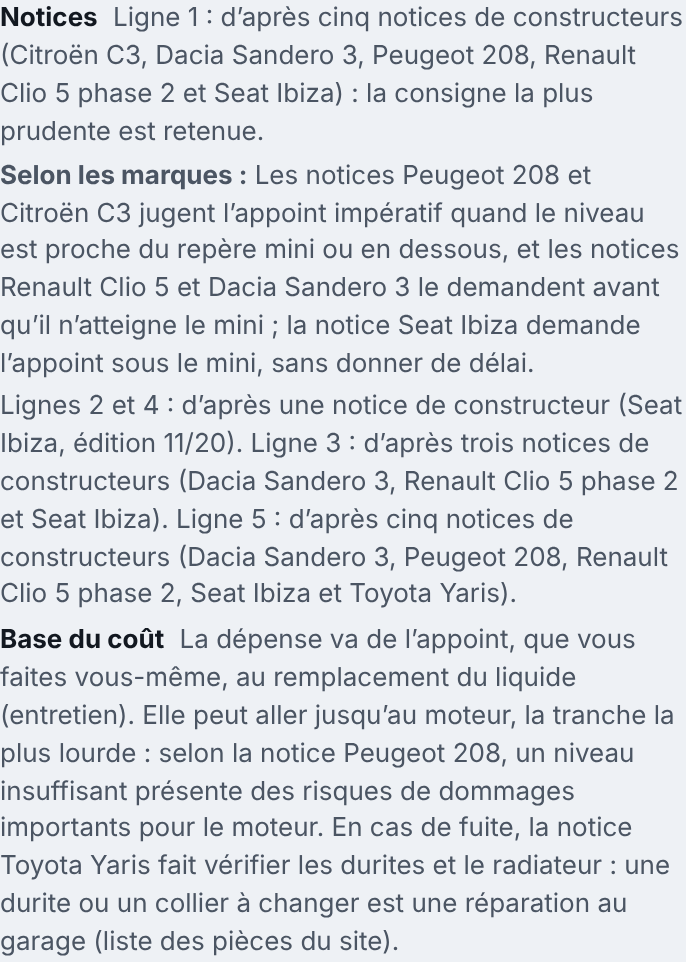 Notices Ligne 1 : d’après cinq notices de constructeurs
(Citroën C3, Dacia Sandero 3, Peugeot 208, Renault
Clio 5 phase 2 et Seat Ibiza) : la consigne la plus
prudente est retenue.
Selon les marques : Les notices Peugeot 208 et
Citroën C3 jugent l’appoint impératif quand le niveau
est proche du repère mini ou en dessous, et les notices
Renault Clio 5 et Dacia Sandero 3 le demandent avant
qu’il n’atteigne le mini ; la notice Seat Ibiza demande
l’appoint sous le mini, sans donner de délai.
Lignes 2 et 4 : d’après une notice de constructeur (Seat
Ibiza, édition 11/20). Ligne 3 : d’après trois notices de
constructeurs (Dacia Sandero 3, Renault Clio 5 phase 2
et Seat Ibiza). Ligne 5 : d’après cinq notices de
constructeurs (Dacia Sandero 3, Peugeot 208, Renault
Clio 5 phase 2, Seat Ibiza et Toyota Yaris).
Base du coût La dépense va de l’appoint, que vous
faites vous-même, au remplacement du liquide
(entretien). Elle peut aller jusqu’au moteur, la tranche la
plus lourde : selon la notice Peugeot 208, un niveau
insuffisant présente des risques de dommages
importants pour le moteur. En cas de fuite, la notice
Toyota Yaris fait vérifier les durites et le radiateur : une
durite ou un collier à changer est une réparation au
garage (liste des pièces du site).